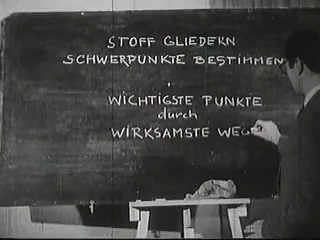 STOFF GLIEDERN
SCHWERPUNKTE BESTIMMEN
WICHTIGSTE PUNKTE
durch
WIRKSAMSTE WEG